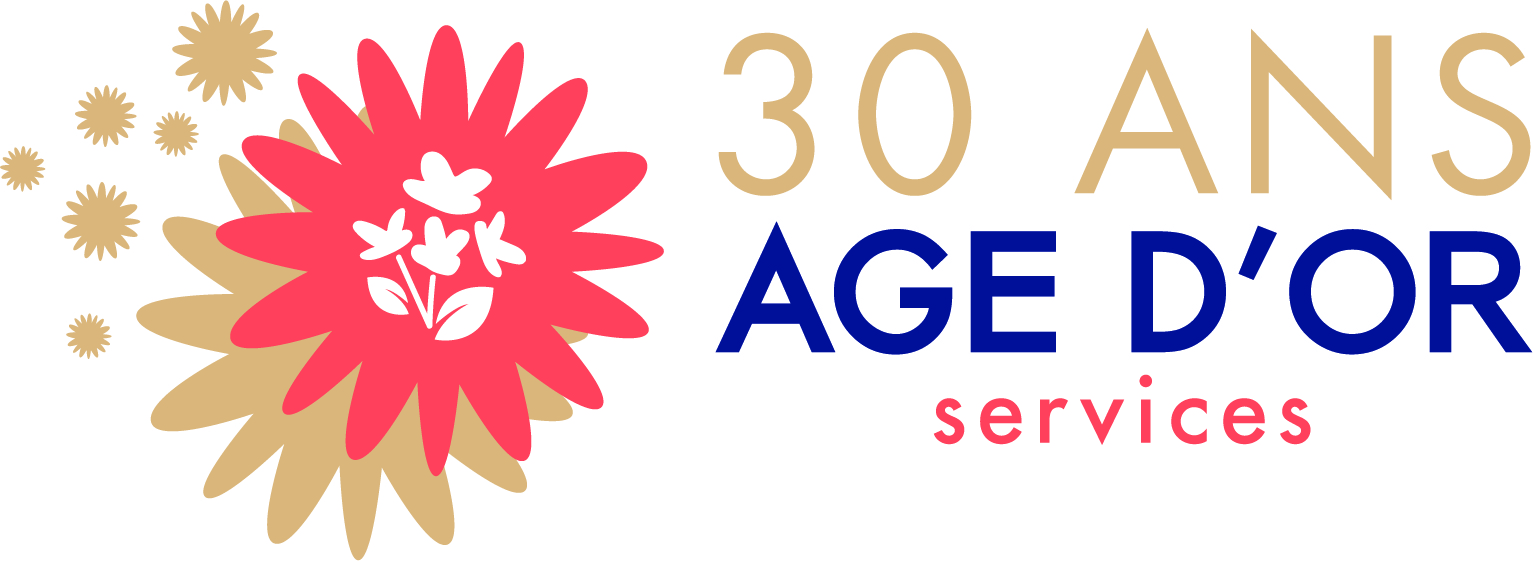 30 ANS
AGE D'OR
services